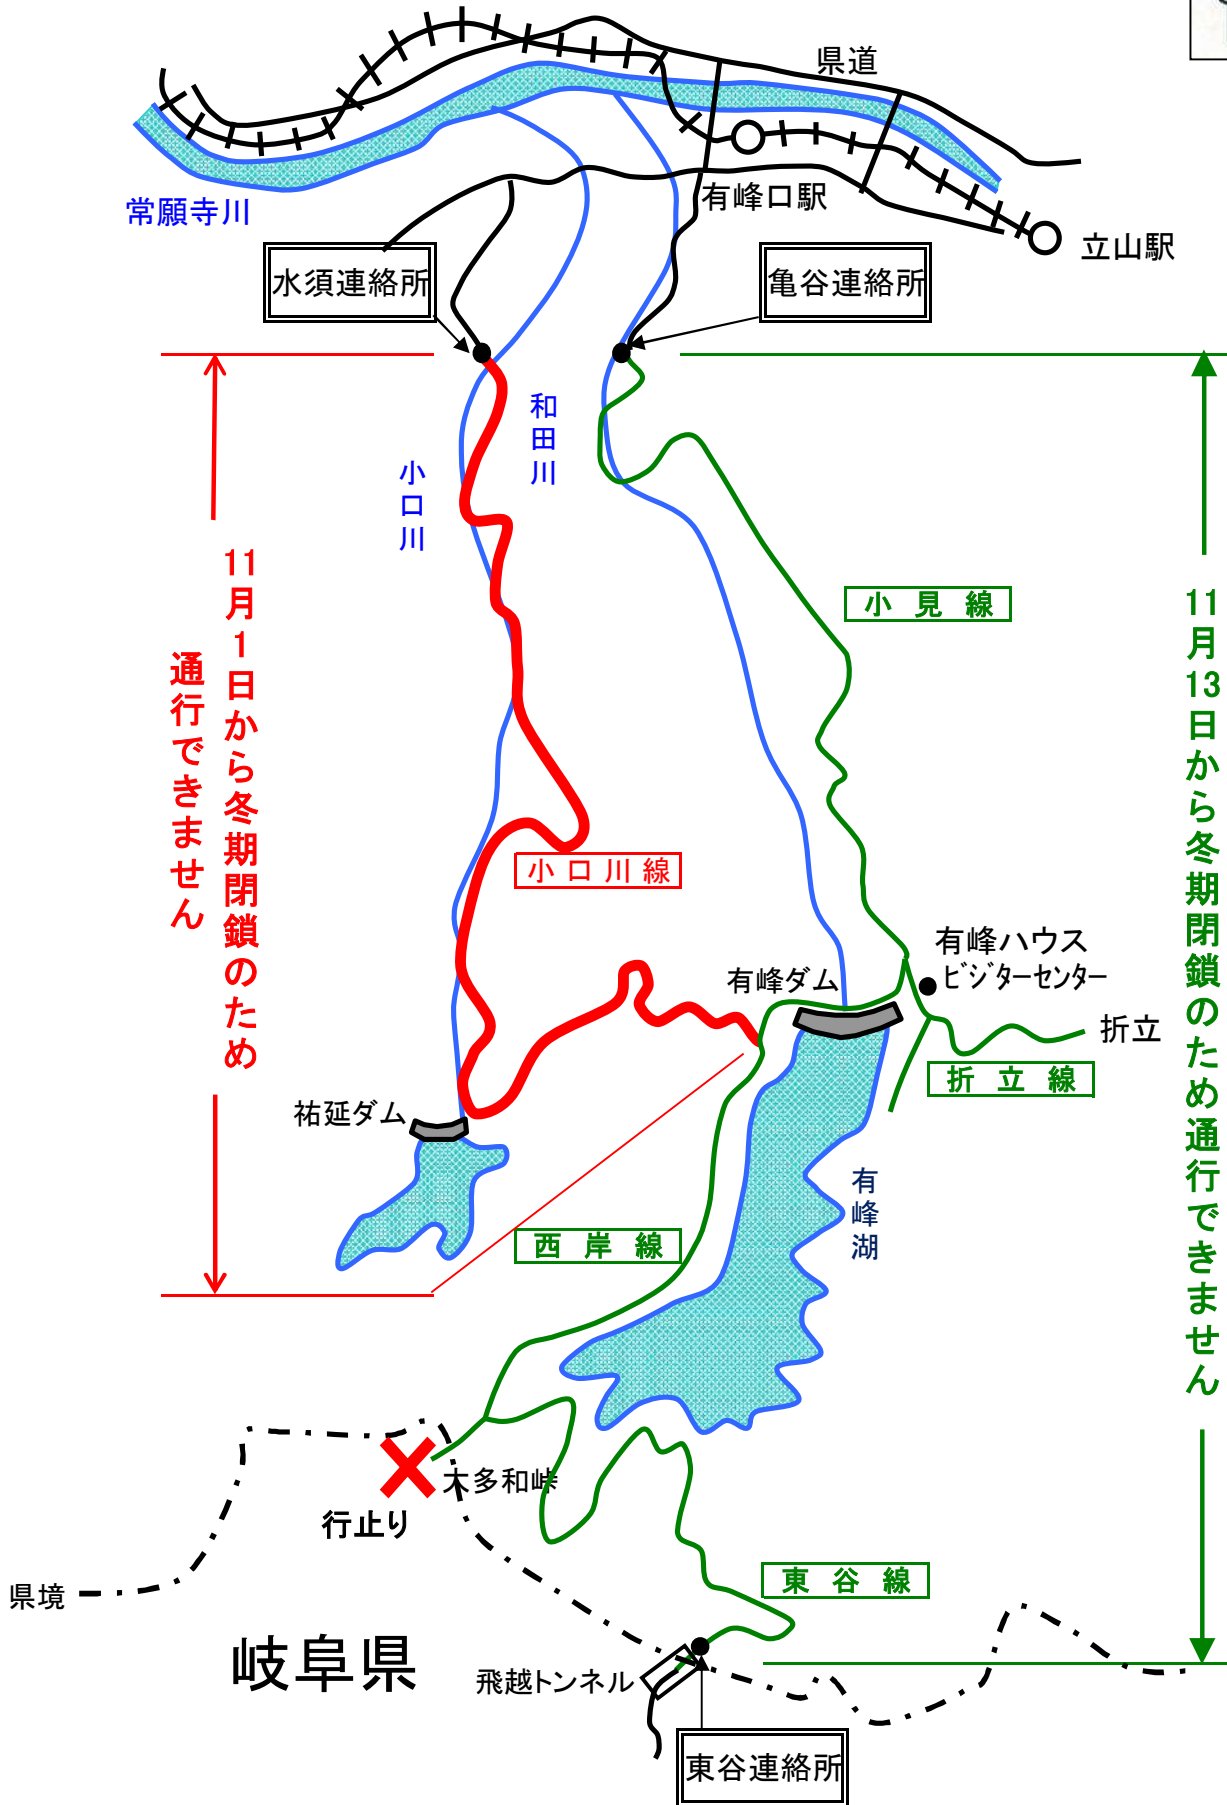 県道
常願寺川
有峰口駅
立山駅
水須連絡所
亀谷連絡所
和田川
小口川
11月1日から冬期閉鎖のため
通行できません
小見線
11月13日から冬期閉鎖のため通行できません
小口川線
有峰ハウス
ﾋﾞｼﾞﾀｰｾﾝﾀｰ
有峰ダム
折立
折立線
祐延ダム
有峰湖
西岸線
大多和峠
行止り
東谷線
県境
岐阜県
飛越トンネル
東谷連絡所